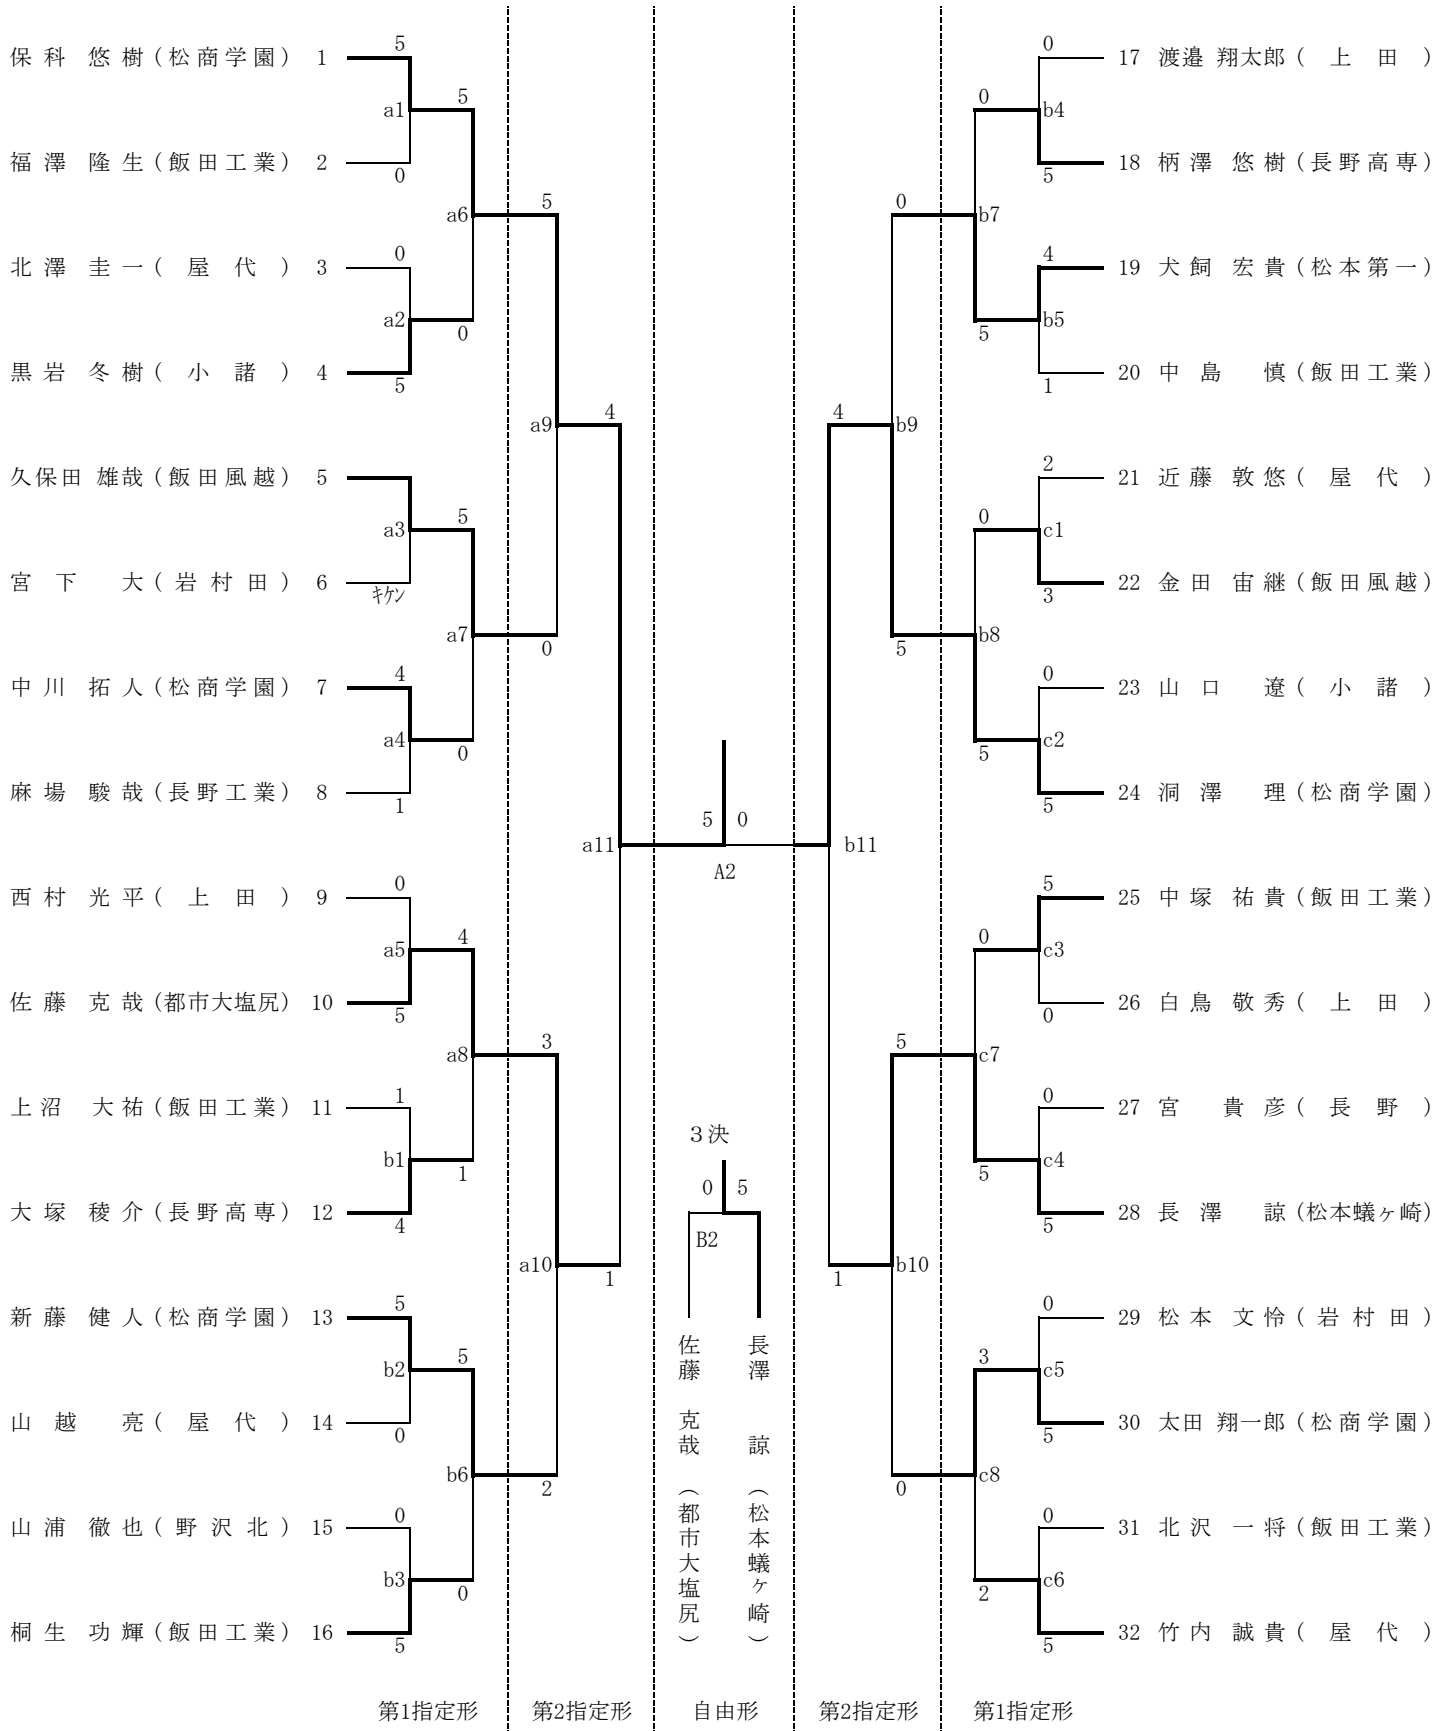 保科 悠樹（松商学園） 1
福澤 隆生（飯田工業） 2
北澤 圭一（屋代） 3
黒岩 冬樹（小諸） 4
久保田 雄哉（飯田風越） 5
宮下 大（岩村田） 6
中川 拓人（松商学園） 7
麻場 駿哉（長野工業） 8
西村 光平（上田） 9
佐藤 克哉（都市大塩尻） 10
上沼 大祐（飯田工業） 11
大塚 稜介（長野高専） 12
新藤 健人（松商学園） 13
山越 亮（屋代） 14
山浦 徹也（野沢北） 15
桐生 功輝（飯田工業） 16
5
a1
0
0
a2
5
a3
キケン
4
a4
1
0
a5
5
1
b1
4
5
b2
0
0
b3
5
5
a6
0
5
a7
0
4
a8
1
5
b6
0
5
a9
0
3
a10
2
4
a11
1
5 0
A2
3決
0 5
B2
佐藤 克哉（都市大塩尻）
長澤 諒（松本蟻ヶ崎）
4
b11
1
0
b9
5
5
b10
0
0
b7
5
0
b8
5
0
c7
5
3
c8
2
0
b4
5
4
b5
1
2
c1
3
0
c2
5
5
c3
0
0
c4
5
0
c5
5
0
c6
5
17 渡邉 翔太郎（上田）
18 柄澤 悠樹（長野高専）
19 犬飼 宏貴（松本第一）
20 中島 慎（飯田工業）
21 近藤 敦悠（屋代）
22 金田 宙継（飯田風越）
23 山口 遼（小諸）
24 洞澤 理（松商学園）
25 中塚 祐貴（飯田工業）
26 白鳥 敬秀（上田）
27 宮 貴彦（長野）
28 長澤 諒（松本蟻ヶ崎）
29 松本 文怜（岩村田）
30 太田 翔一郎（松商学園）
31 北沢 一将（飯田工業）
32 竹内 誠貴（屋代）
第1指定形 第2指定形 自由形 第2指定形 第1指定形